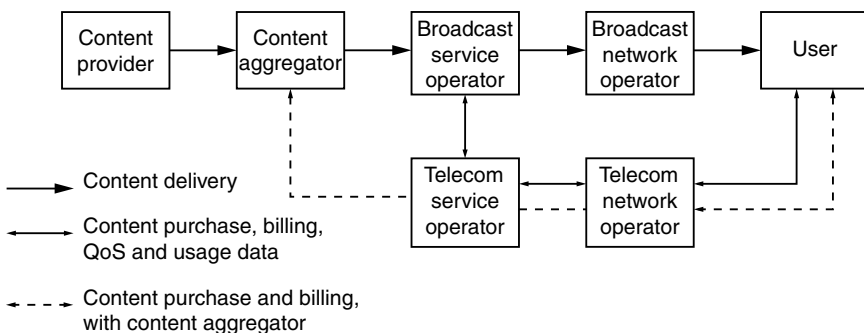 Content
provider
Content
aggregator
Broadcast
service
operator
Broadcast
network
operator
User
Telecom
service
operator
Telecom
network
operator
Content delivery
Content purchase, billing,
QoS and usage data
Content purchase and billing,
with content aggregator